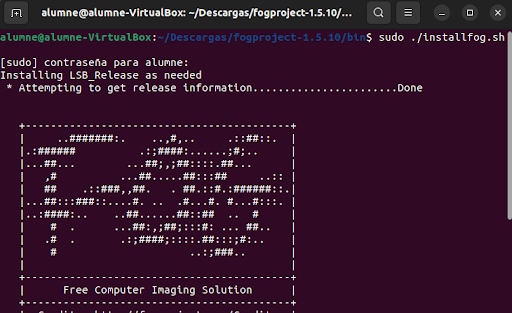 alumne@alumne-VirtualBox: ~/Descargas/fogproject-1.5.10/...
alumne@alumne-VirtualBox:~/Descargas/fogproject-1.5.10/bin$ sudo ./installfog.sh
[sudo] contraseña para alumne:
Installing LSB_Release as needed
 * Attempting to get release information.........................Done
+------------------------------------------+
|     ..#######:.    ..,#,..     .::##::.  |
|.:######          .:;####:......;#;..     |
|...##...        ...##;,;##::::.##...      |
|   ,#          ...##.....##:::##     ..:: |
|   ##    .::###,,##.   . ##.::#.:######::.|
|...##:::###::....#. ..  .#...#. #...#:::. |
|..:####:..    ..##......##::##  ..  #     |
|    #  .      ...##:,;##;:::#: ... ##..   |
|   .#  .       .:;####;::::.##:::;#:..    |
|    #                     ..:;###..       |
|                                          |
+------------------------------------------+
|      Free Computer Imaging Solution      |
+------------------------------------------+